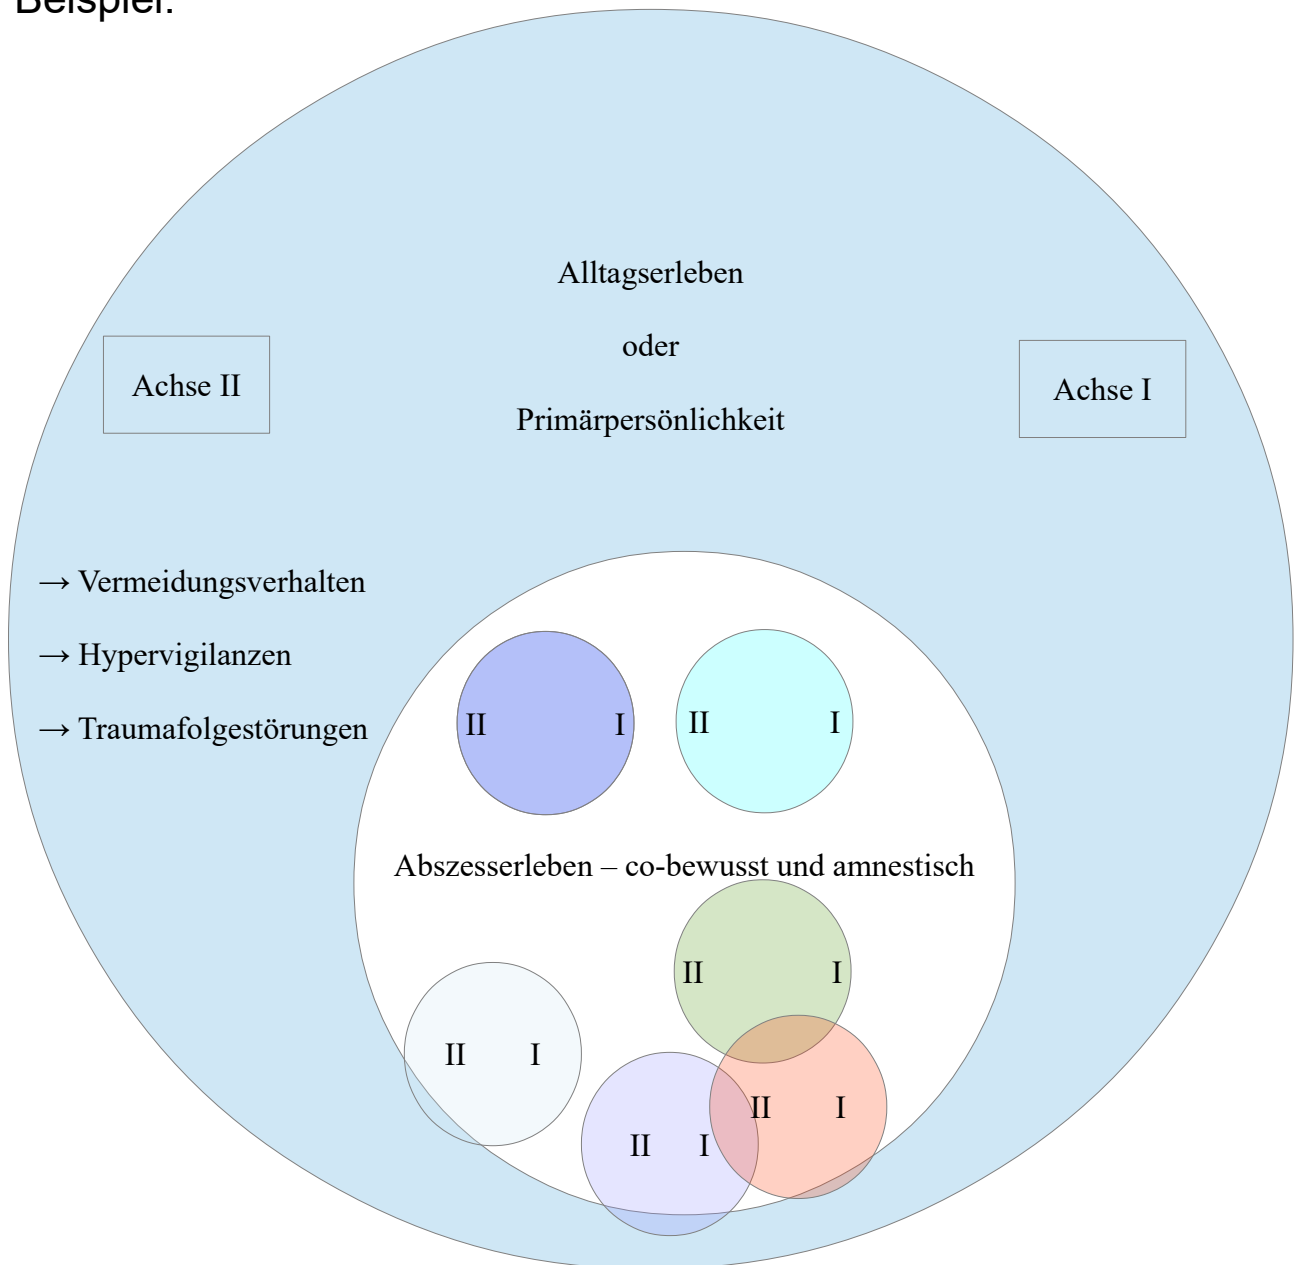 Beispiel:
Alltagserleben
oder
Primärpersönlichkeit
Achse II
Achse I
→ Vermeidungsverhalten
→ Hypervigilanzen
→ Traumafolgestörungen
II I
II I
Abszesserleben – co-bewusst und amnestisch
II I
II I
II I
II I